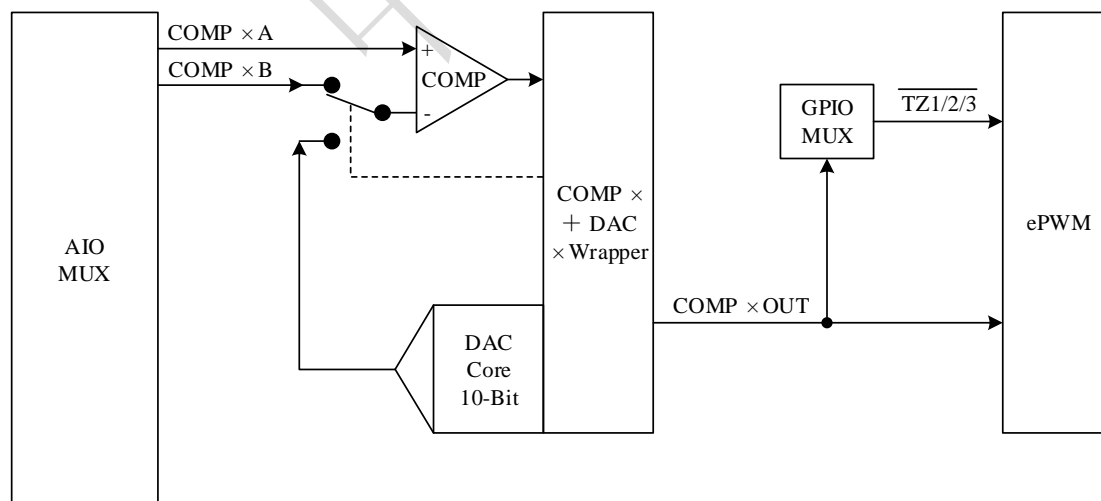 COMP × A
COMP × B
+
COMP
-
AIO
MUX
DAC
Core
10-Bit
COMP ×
+ DAC
× Wrapper
COMP × OUT
GPIO
MUX
TZ1/2/3
ePWM